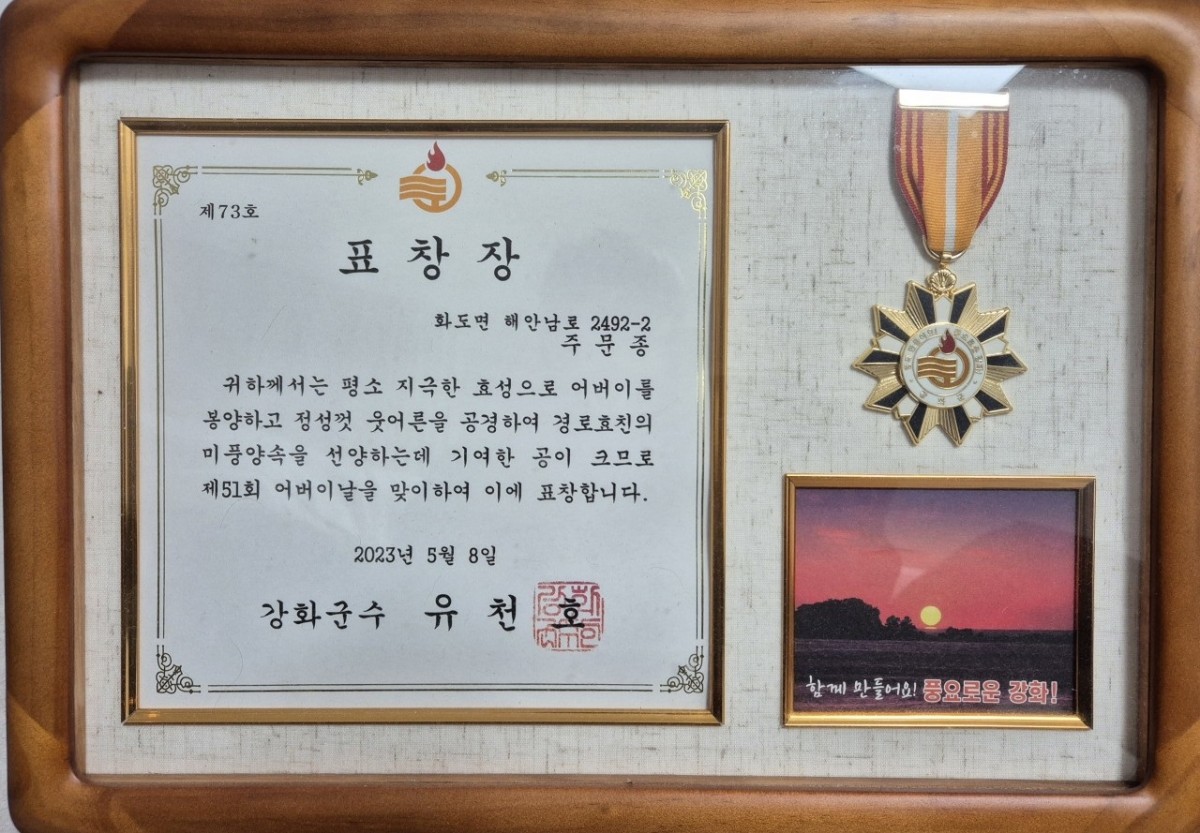 제73호
표 창 장
화도면 해안남로 2492-2
주 문 종
귀하께서는 평소 지극한 효성으로 어버이를
봉양하고 정성껏 웃어른을 공경하여 경로효친의
미풍양속을 선양하는데 기여한 공이 크므로
제51회 어버이날을 맞이하여 이에 표창합니다.
2023년 5월 8일
강화군수 유 천 호
함께 만들어요! 풍요로운 강화!